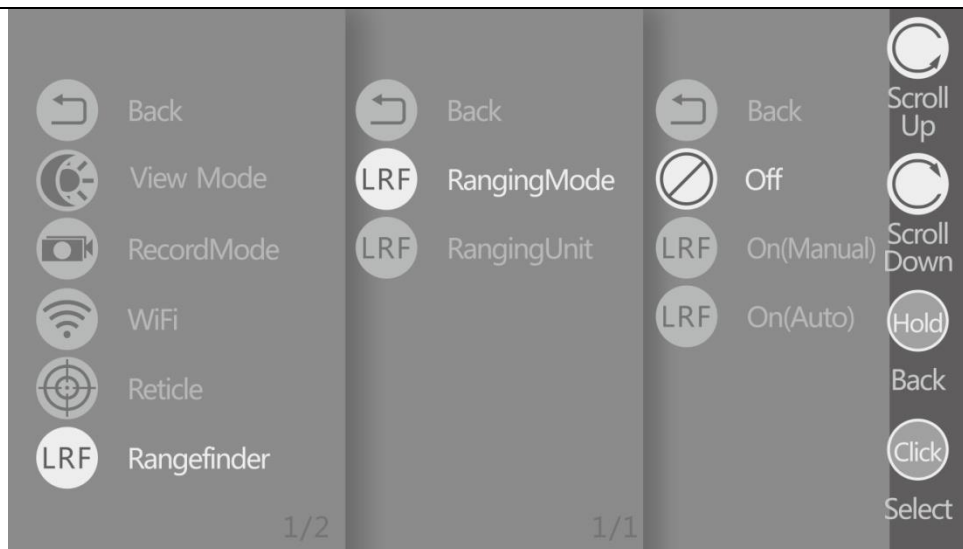 Back
View Mode
RecordMode
WiFi
Reticle
LRF Rangefinder
1/2
Back
LRF RangingMode
LRF RangingUnit
1/1
Back
Off
LRF On(Manual)
LRF On(Auto)
Scroll
Up
Scroll
Down
Hold
Back
Click
Select